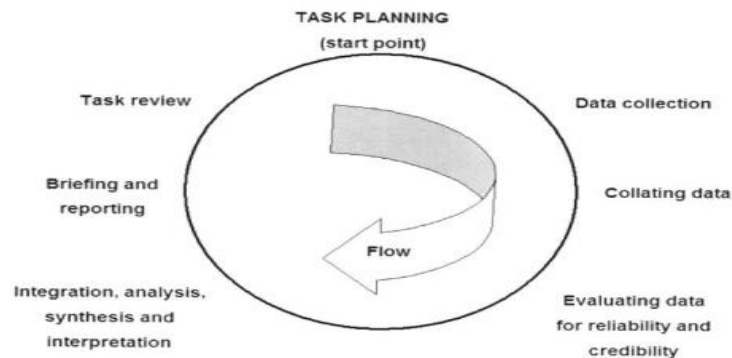 TASK PLANNING
(start point)
Task review
Data collection
Briefing and
reporting
Collating data
Flow
Integration, analysis,
synthesis and
interpretation
Evaluating data
for reliability and
credibility